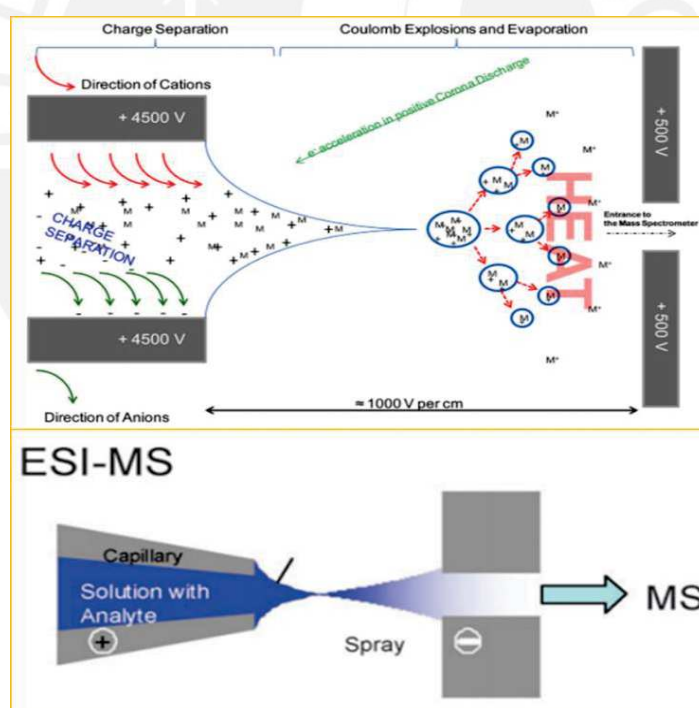 Charge Separation
Coulomb Explosions and Evaporation
Direction of Cations
+ 4500 V
e- acceleration in positive Corona Discharge
CHARGE
SEPARATION
HEAT
+ 500 V
Entrance to
the Mass Spectrometer
+ 4500 V
+ 500 V
Direction of Anions
≈ 1000 V per cm
M+
M+
M+
M+
M+
M+
M+
M+
ESI-MS
Capillary
Solution with
Analyte
+
Spray
−
MS